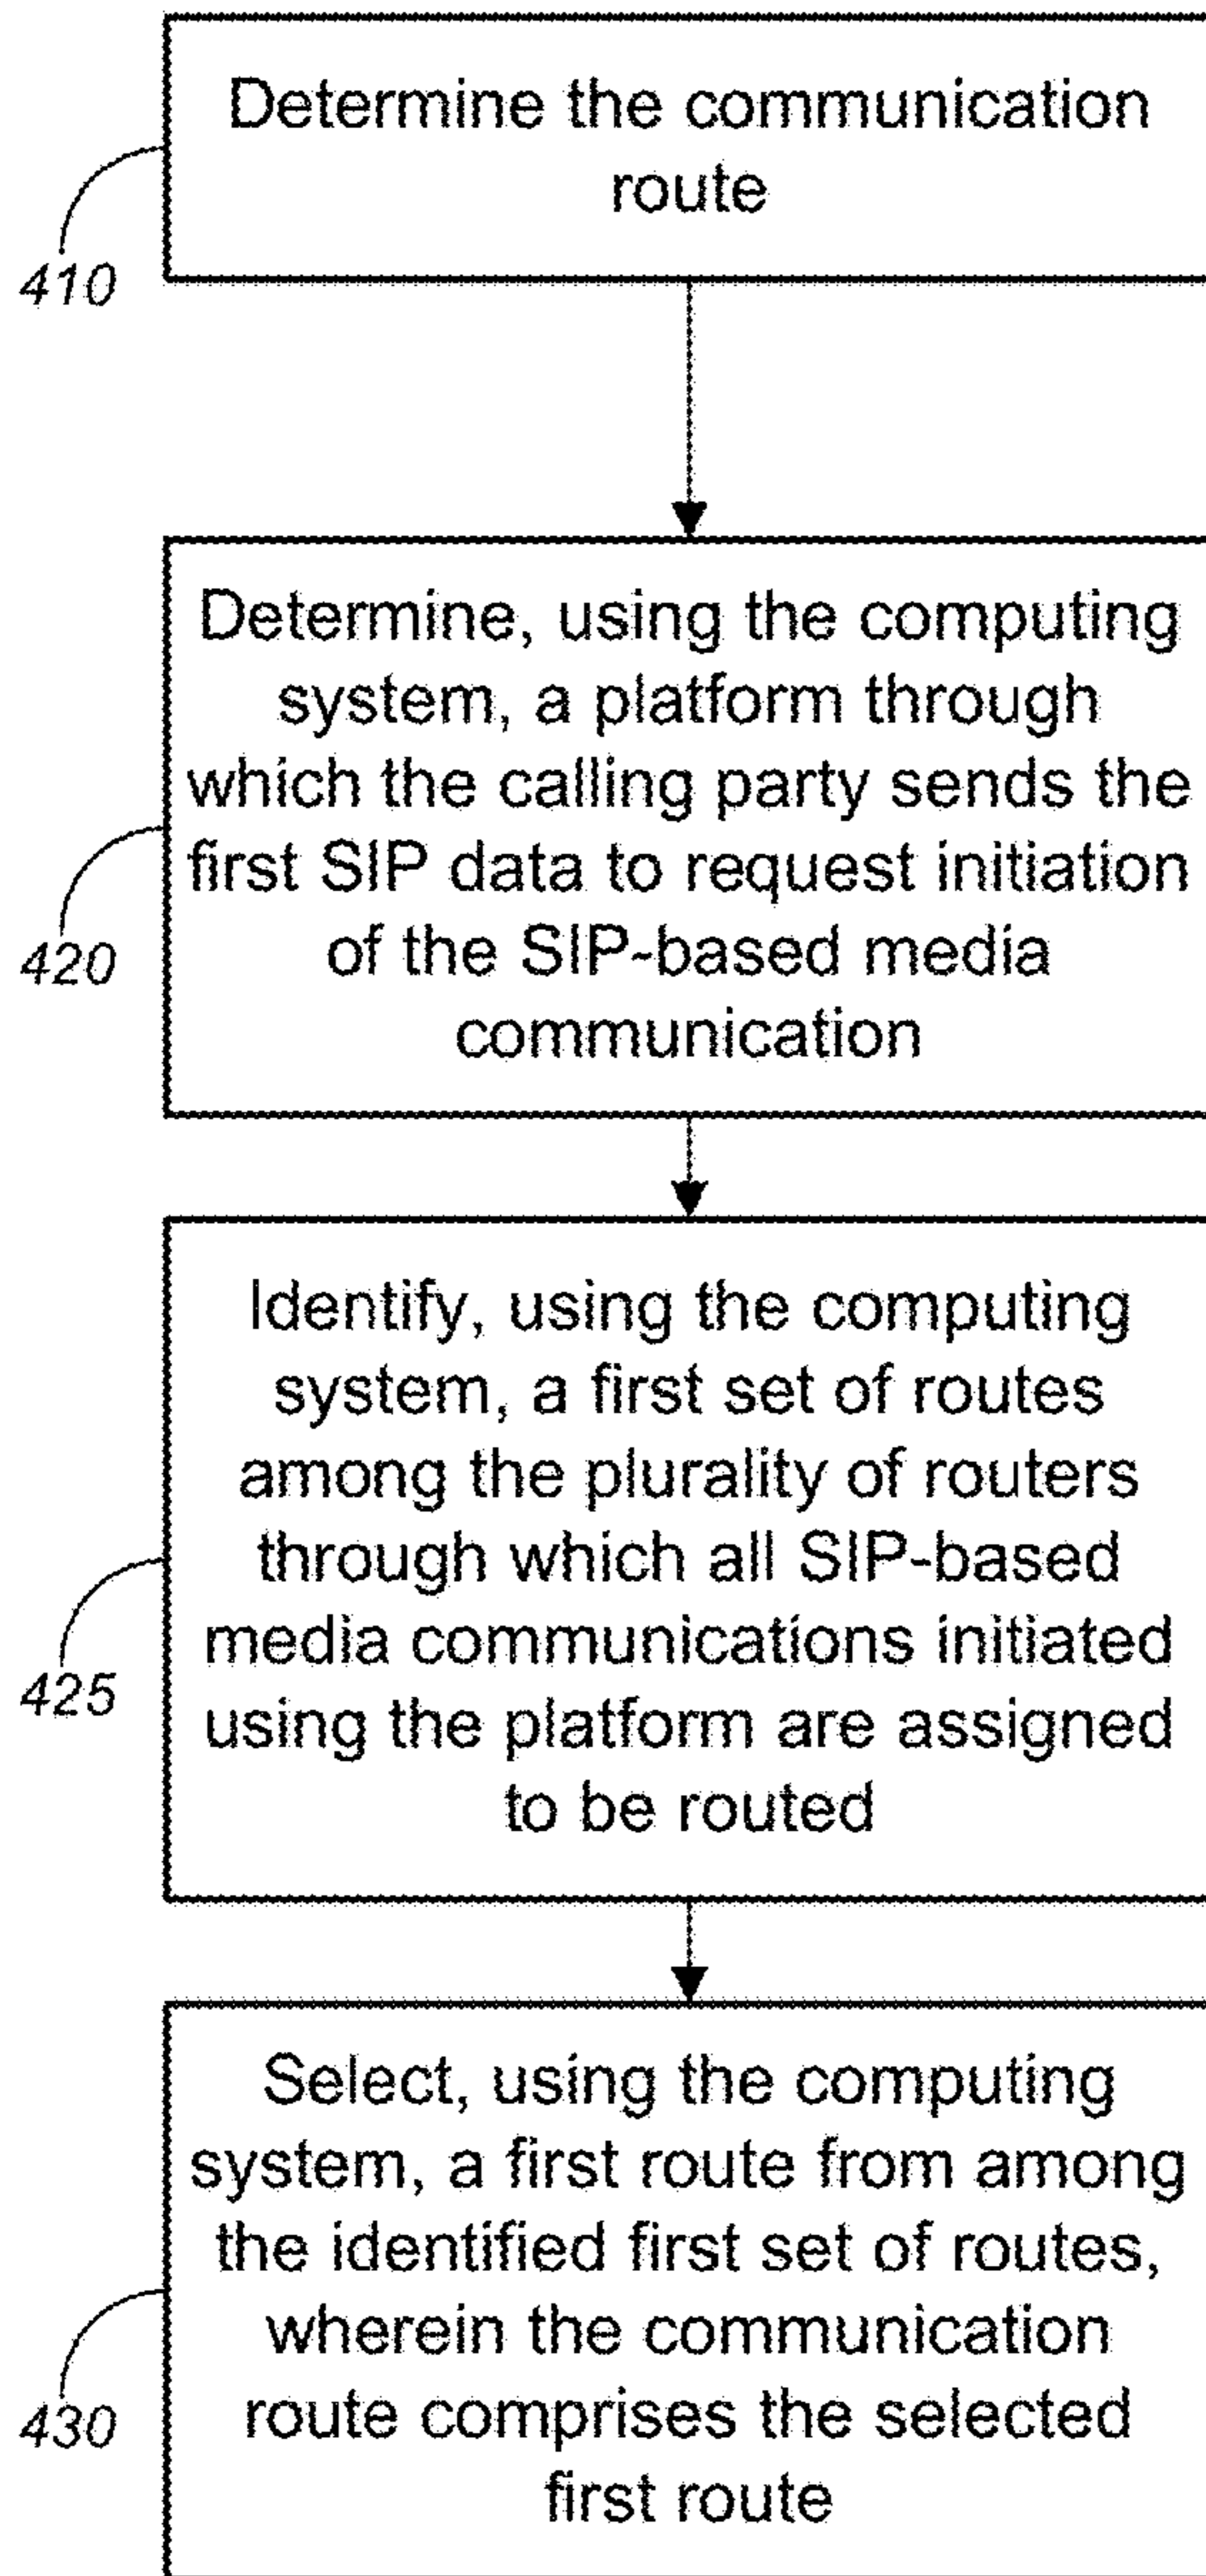 Determine the communication
route
410
Determine, using the computing
system, a platform through
which the calling party sends the
first SIP data to request initiation
of the SIP-based media
communication
420
Identify, using the computing
system, a first set of routes
among the plurality of routers
through which all SIP-based
media communications initiated
using the platform are assigned
to be routed
425
Select, using the computing
system, a first route from among
the identified first set of routes,
wherein the communication
route comprises the selected
first route
430